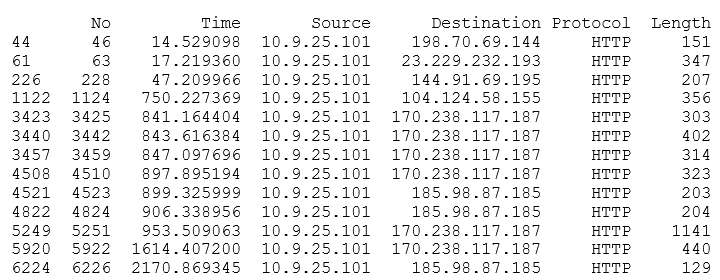 No Time Source Destination Protocol Length
44 46 14.529098 10.9.25.101 198.70.69.144 HTTP 151
61 63 17.219360 10.9.25.101 23.229.232.193 HTTP 347
226 228 47.209966 10.9.25.101 144.91.69.195 HTTP 207
1122 1124 750.227369 10.9.25.101 104.124.58.155 HTTP 356
3423 3425 841.164404 10.9.25.101 170.238.117.187 HTTP 303
3440 3442 843.616384 10.9.25.101 170.238.117.187 HTTP 402
3457 3459 847.097696 10.9.25.101 170.238.117.187 HTTP 314
4508 4510 897.895194 10.9.25.101 170.238.117.187 HTTP 323
4521 4523 899.325999 10.9.25.101 185.98.87.185 HTTP 203
4822 4824 906.338956 10.9.25.101 185.98.87.185 HTTP 204
5249 5251 953.509063 10.9.25.101 170.238.117.187 HTTP 1141
5920 5922 1614.407200 10.9.25.101 170.238.117.187 HTTP 440
6224 6226 2170.869345 10.9.25.101 185.98.87.185 HTTP 129